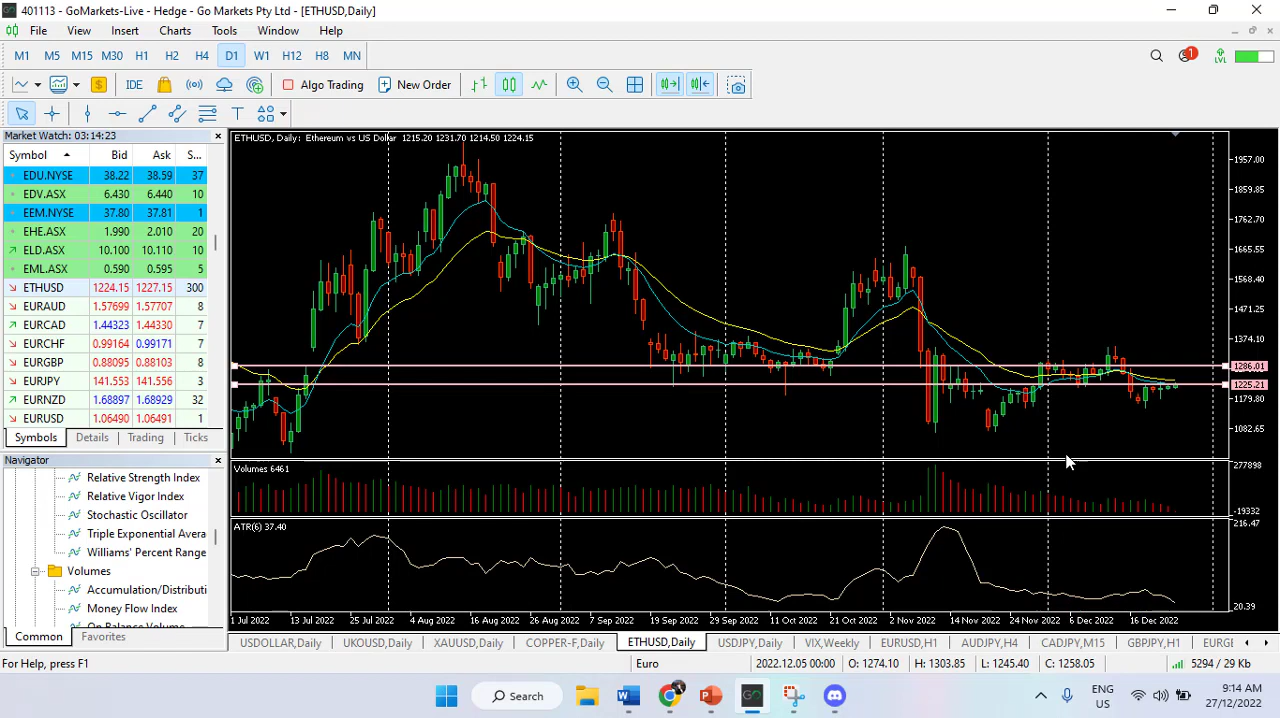 401113 - GoMarkets-Live - Hedge - Go Markets Pty Ltd - [ETHUSD,Daily]
File View Insert Charts Tools Window Help
M1 M5 M15 M30 H1 H2 H4 D1 W1 H12 H8 MN
1 LVL
IDE Algo Trading New Order
Market Watch: 03:14:23
Symbol Bid Ask S...
EDU.NYSE 38.22 38.59 37
EDV.ASX 6.430 6.440 10
EEM.NYSE 37.80 37.81 1
EHE.ASX 1.990 2.010 20
ELD.ASX 10.100 10.110 10
EML.ASX 0.590 0.595 5
ETHUSD 1224.15 1227.15 300
EURAUD 1.57699 1.57707 8
EURCAD 1.44323 1.44330 7
EURCHF 0.99164 0.99171 7
EURGBP 0.88095 0.88103 8
EURJPY 141.553 141.556 3
EURNZD 1.68897 1.68929 32
EURUSD 1.06490 1.06491 1
Symbols Details Trading Ticks
Navigator
Relative Strength Index
Relative Vigor Index
Stochastic Oscillator
Triple Exponential Avera
Williams' Percent Range
Volumes
Accumulation/Distributi
Money Flow Index
On Balance Volume
Common Favorites
ETHUSD, Daily: Ethereum vs US Dollar 1215.20 1231.70 1214.50 1224.15
1957.00
1859.85
1762.70
1665.55
1568.40
1471.25
1374.10
1286.01
1225.21
1179.80
1082.65
Volumes 6461
277898
-19332
ATR(6) 37.40
216.47
20.39
1 Jul 2022 13 Jul 2022 25 Jul 2022 4 Aug 2022 16 Aug 2022 26 Aug 2022 7 Sep 2022 19 Sep 2022 29 Sep 2022 11 Oct 2022 21 Oct 2022 2 Nov 2022 14 Nov 2022 24 Nov 2022 6 Dec 2022 16 Dec 2022
USDOLLAR,Daily UKOUSD,Daily XAUUSD,Daily COPPER-F,Daily ETHUSD,Daily USDJPY,Daily VIX,Weekly EURUSD,H1 AUDJPY,H4 CADJPY,M15 GBPJPY,H1 EURGI
For Help, press F1 Euro 2022.12.05 00:00 O: 1274.10 H: 1303.85 L: 1245.40 C: 1258.05 5294 / 29 Kb
Search
ENG
US
9:14 AM
27/12/2022